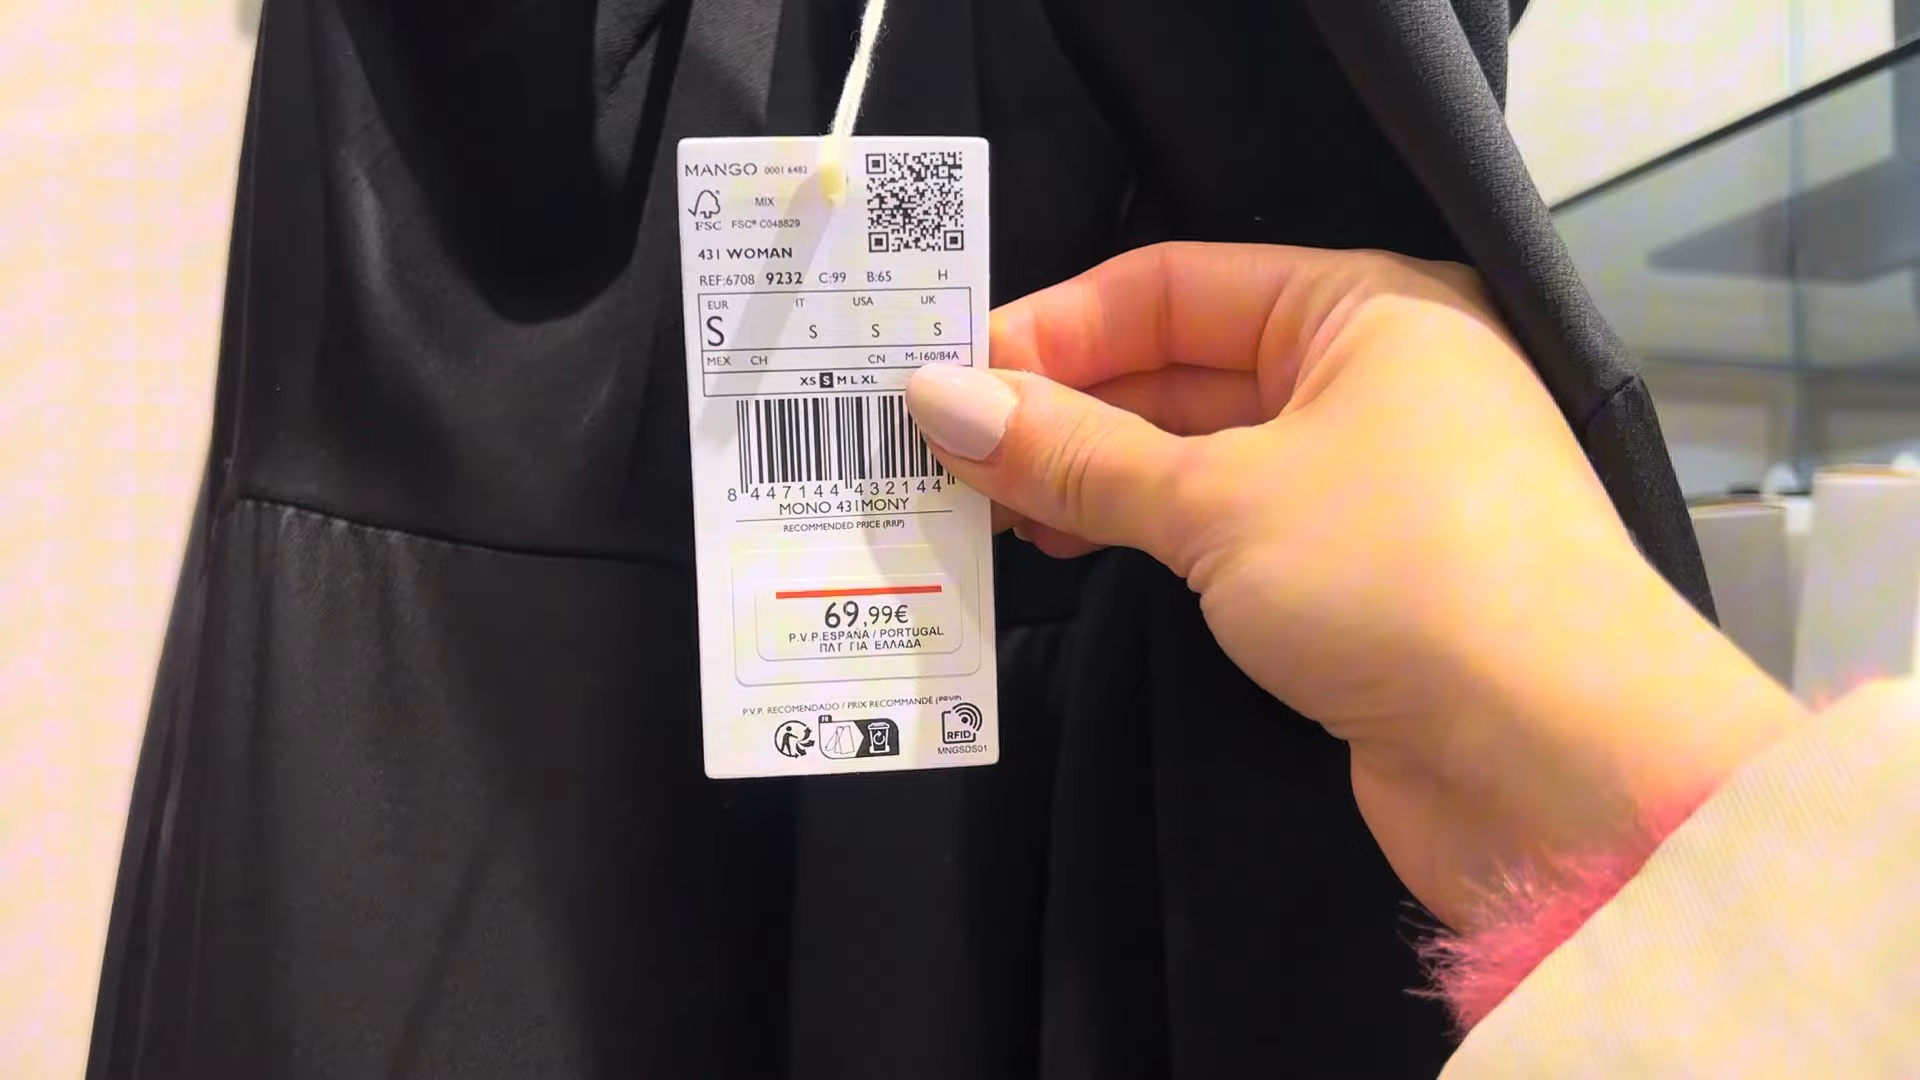 MANGO 0001 6482
MIX
FSC FSC® C048829
431 WOMAN
REF:6708 9232 C:99 B:65 H
EUR IT USA UK
S S S S
MEX CH CN M-160/84A
XS S M L XL
8 447144 432144
MONO 431MONY
RECOMMENDED PRICE (RRP)
69,99€
P.V.P.ESPAÑA / PORTUGAL
ΠΛΤ ΓΙΑ ΕΛΛΑΔΑ
P.V.P. RECOMENDADO / PRIX RECOMMANDÉ
FR
RFID
MNGSDS01